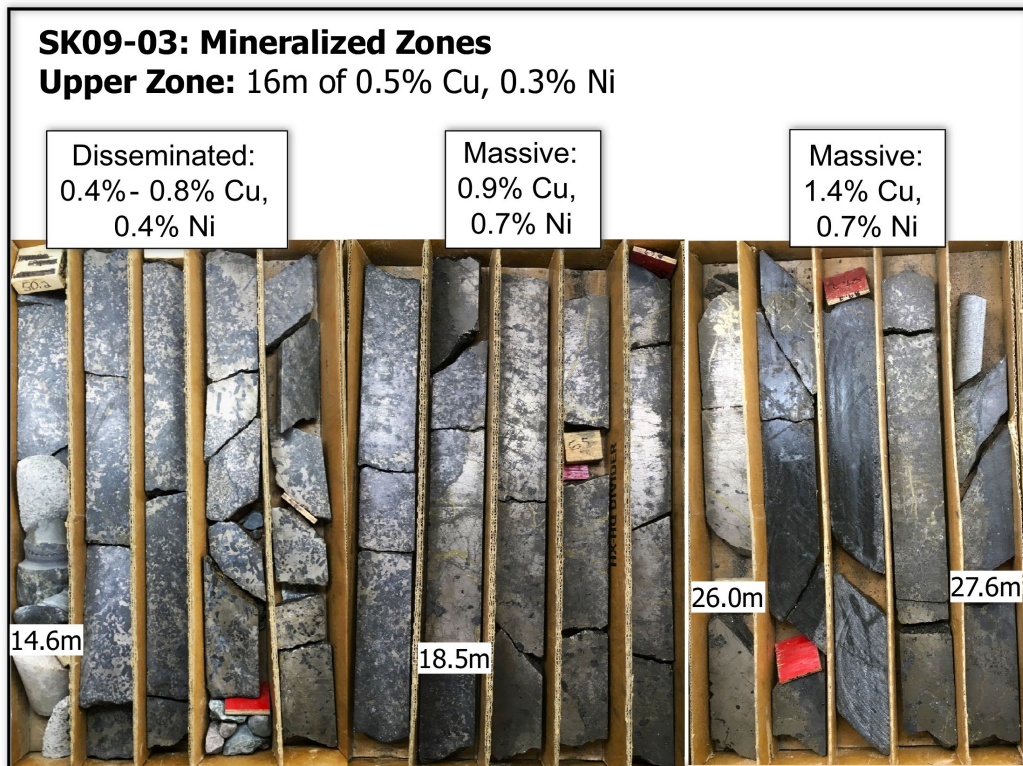 SK09-03: Mineralized Zones
Upper Zone: 16m of 0.5% Cu, 0.3% Ni
Disseminated:
0.4%- 0.8% Cu,
0.4% Ni
Massive:
0.9% Cu,
0.7% Ni
Massive:
1.4% Cu,
0.7% Ni
50.2
14.6m
18.5m
26.0m
27.6m